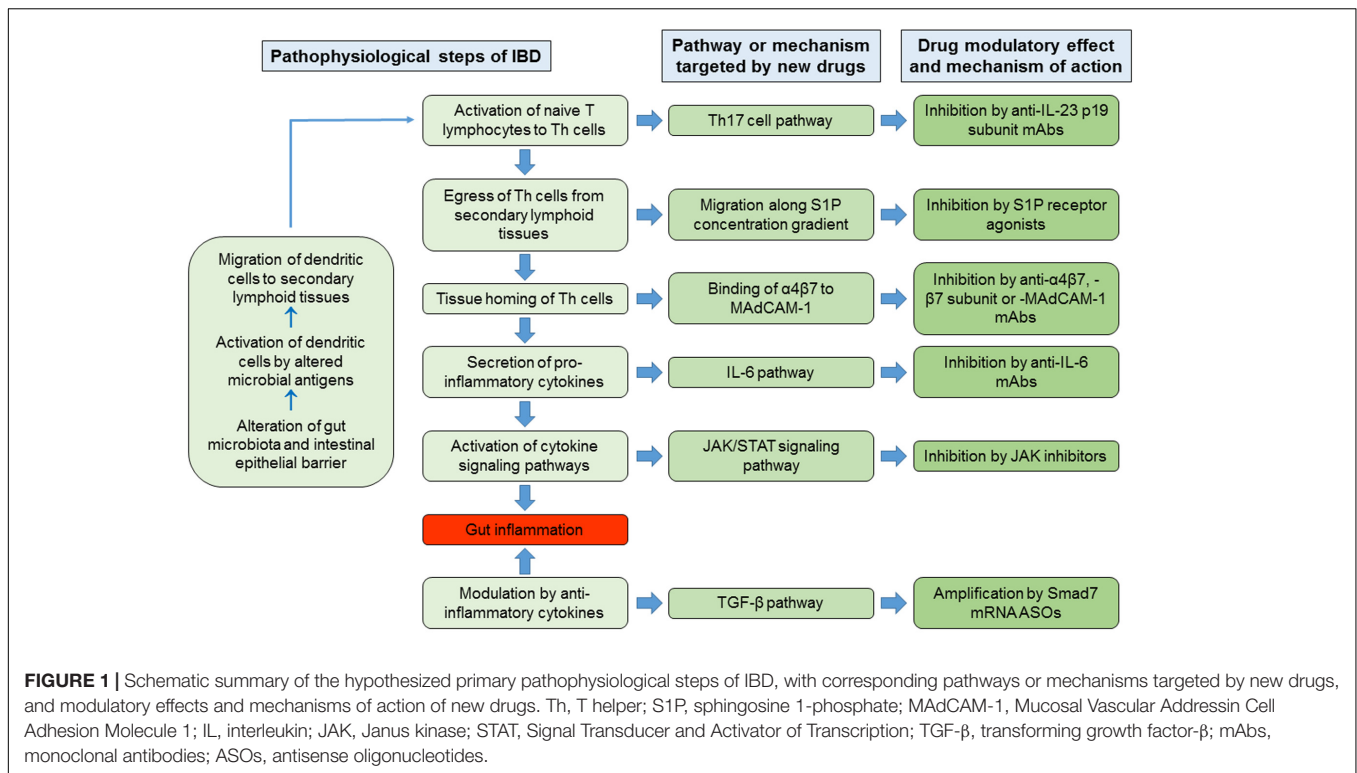 Pathophysiological steps of IBD
Pathway or mechanism
targeted by new drugs
Drug modulatory effect
and mechanism of action
Activation of naive T
lymphocytes to Th cells
Th17 cell pathway
Inhibition by anti-IL-23 p19
subunit mAbs
Egress of Th cells from
secondary lymphoid
tissues
Migration along S1P
concentration gradient
Inhibition by S1P receptor
agonists
Migration of dendritic
cells to secondary
lymphoid tissues
Activation of dendritic
cells by altered
microbial antigens
Alteration of gut
microbiota and intestinal
epithelial barrier
Tissue homing of Th cells
Binding of α4β7 to
MAdCAM-1
Inhibition by anti-α4β7, -
β7 subunit or -MAdCAM-1
mAbs
Secretion of pro-
inflammatory cytokines
IL-6 pathway
Inhibition by anti-IL-6
mAbs
Activation of cytokine
signaling pathways
JAK/STAT signaling
pathway
Inhibition by JAK inhibitors
Gut inflammation
Modulation by anti-
inflammatory cytokines
TGF-β pathway
Amplification by Smad7
mRNA ASOs
FIGURE 1 | Schematic summary of the hypothesized primary pathophysiological steps of IBD, with corresponding pathways or mechanisms targeted by new drugs,
and modulatory effects and mechanisms of action of new drugs. Th, T helper; S1P, sphingosine 1-phosphate; MAdCAM-1, Mucosal Vascular Addressin Cell
Adhesion Molecule 1; IL, interleukin; JAK, Janus kinase; STAT, Signal Transducer and Activator of Transcription; TGF-β, transforming growth factor-β; mAbs,
monoclonal antibodies; ASOs, antisense oligonucleotides.